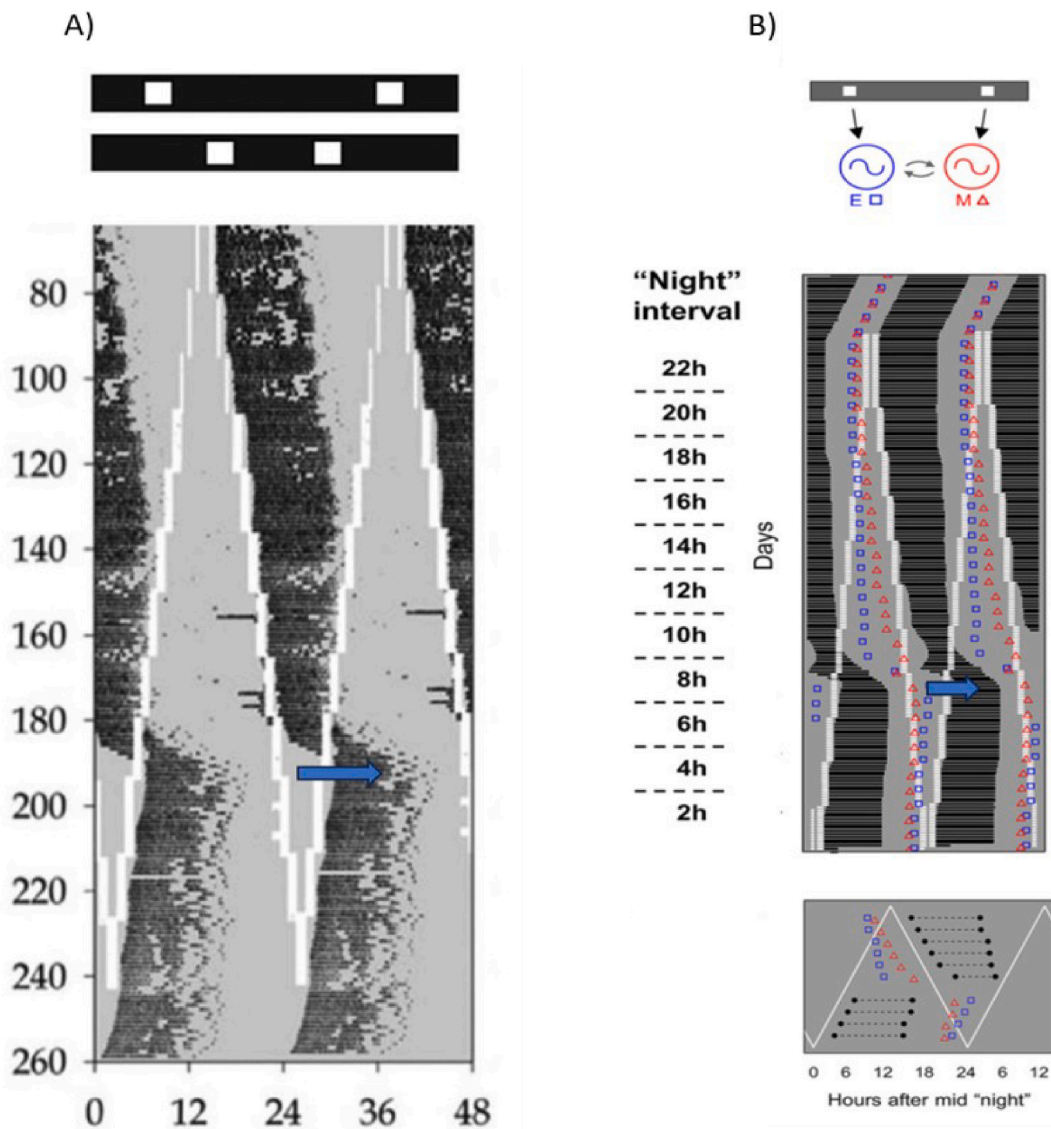 A)
80
100
120
140
160
180
200
220
240
260
0 12 24 36 48
B)
E M
“Night”
interval
22h
20h
18h
16h
14h
12h
10h
8h
6h
4h
2h
Days
0 6 12 18 24 6 12
Hours after mid “night”